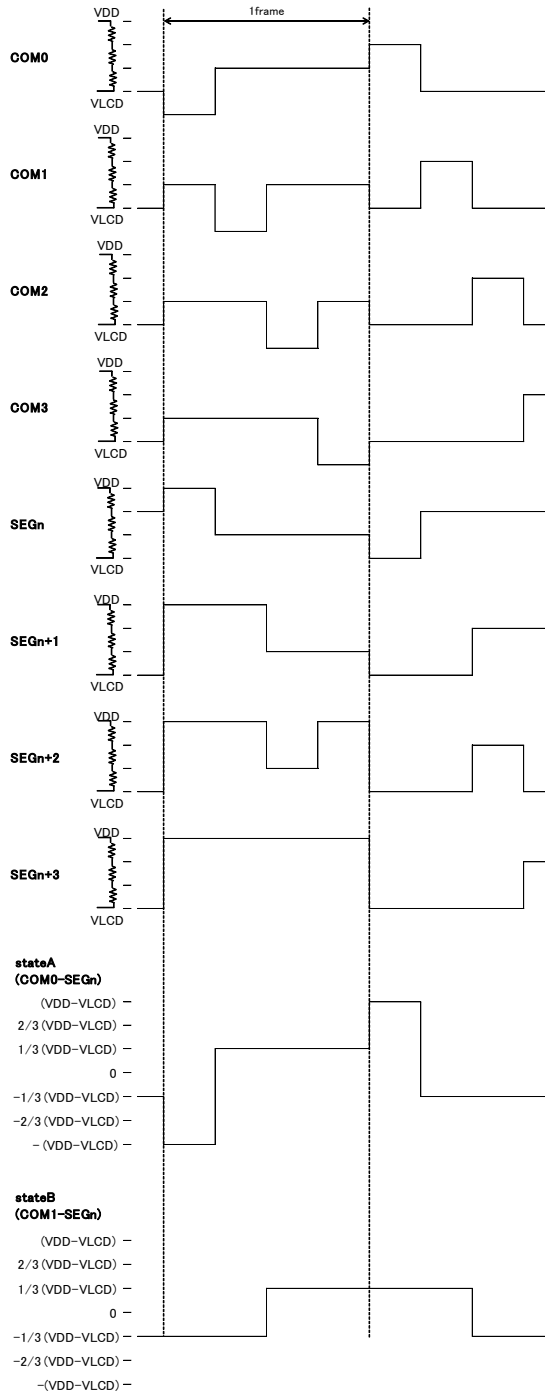 1frame
VDD
COM0
VLCD
VDD
COM1
VLCD
VDD
COM2
VLCD
VDD
COM3
VLCD
VDD
SEGn
VLCD
VDD
SEGn+1
VLCD
VDD
SEGn+2
VLCD
VDD
SEGn+3
VLCD
stateA
(COM0-SEGn)
(VDD-VLCD)
2/3(VDD-VLCD)
1/3(VDD-VLCD)
0
-1/3(VDD-VLCD)
-2/3(VDD-VLCD)
-(VDD-VLCD)
stateB
(COM1-SEGn)
(VDD-VLCD)
2/3(VDD-VLCD)
1/3(VDD-VLCD)
0
-1/3(VDD-VLCD)
-2/3(VDD-VLCD)
-(VDD-VLCD)